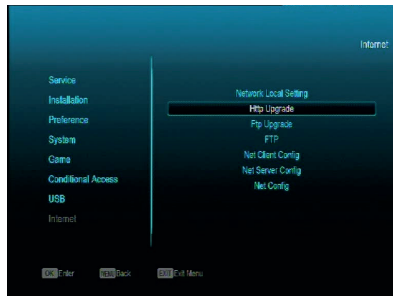 Internet
Service
Installation
Preference
System
Game
Conditional Access
USB
Internet
Network Local Setting
Http Upgrade
Ftp Upgrade
FTP
Net Client Config
Net Server Config
Net Config
OK Enter MENU Back EXIT Exit Menu